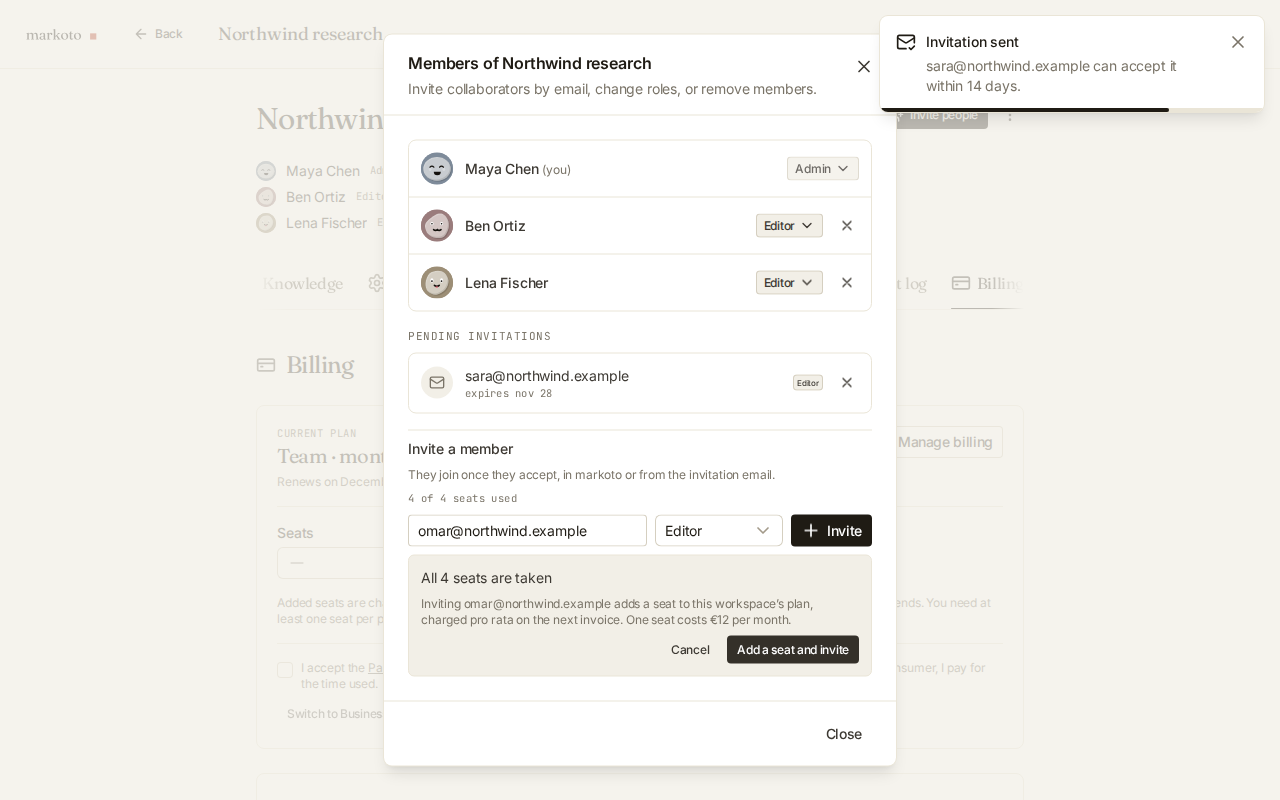 markoto
Back
Northwind research
Invitation sent
sara@northwind.example can accept it
within 14 days.
Members of Northwind research
Invite collaborators by email, change roles, or remove members.
Invite people
Maya Chen
Ben Ortiz
Lena Fischer
Maya Chen (you)
Admin
Ben Ortiz
Editor
Lena Fischer
Editor
PENDING INVITATIONS
sara@northwind.example
expires nov 28
Editor
Invite a member
They join once they accept, in markoto or from the invitation email.
4 of 4 seats used
omar@northwind.example
Editor
Invite
All 4 seats are taken
Inviting omar@northwind.example adds a seat to this workspace's plan,
charged pro rata on the next invoice. One seat costs €12 per month.
Cancel
Add a seat and invite
Close
Knowledge
log
Billing
Billing
CURRENT PLAN
Team ·
Manage billing
Renews on
Seats
—
Added seats are
ends. You need at
least one seat per
I accept the
I pay for
the time used.
Switch to